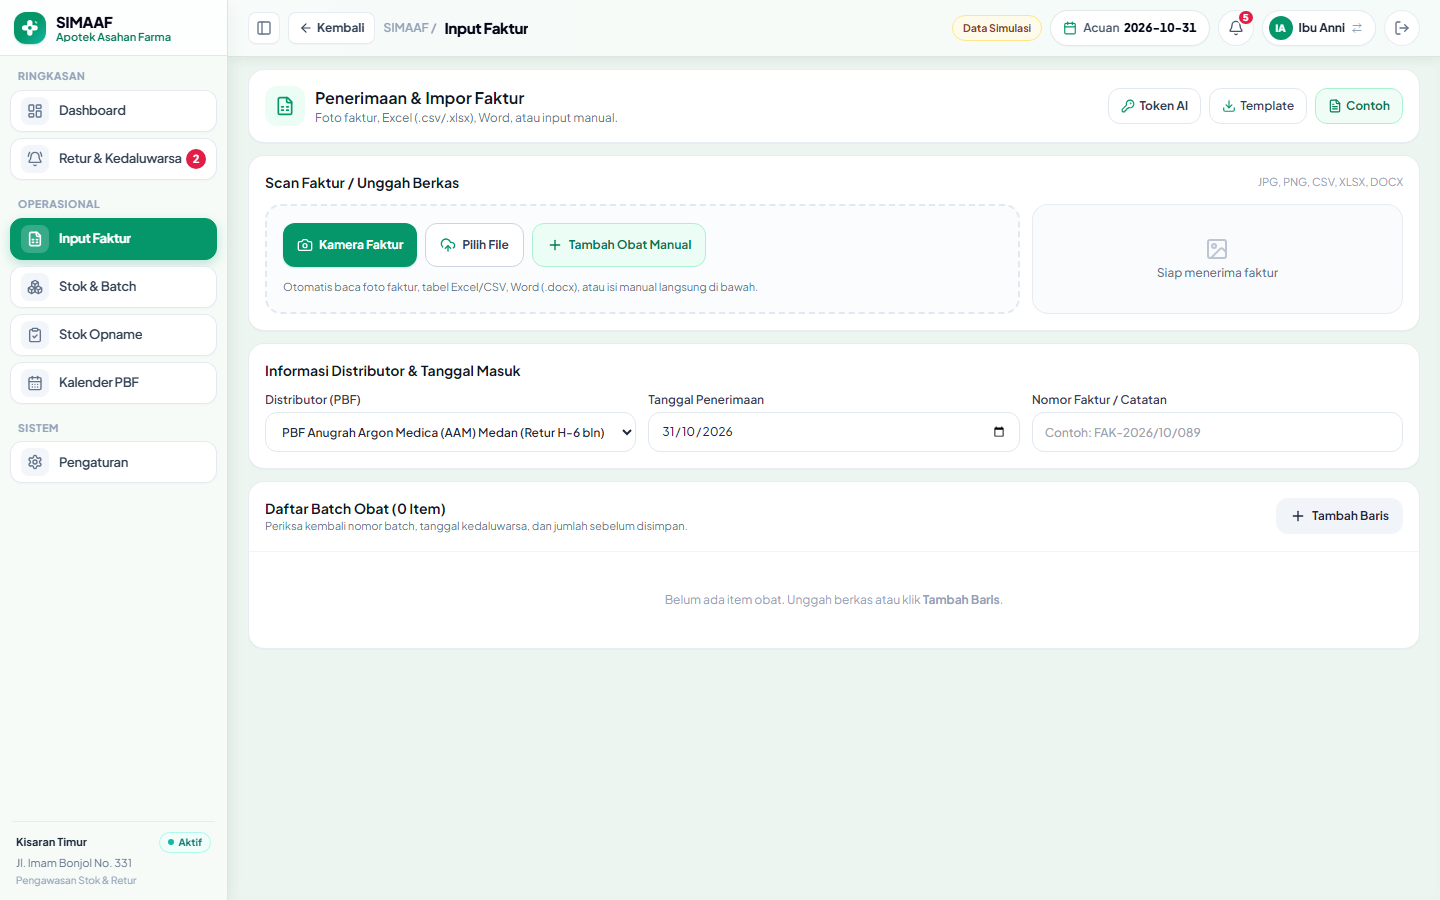 SIMAAF
Apotek Asahan Farma
RINGKASAN
Dashboard
Retur & Kedaluwarsa 2
OPERASIONAL
Input Faktur
Stok & Batch
Stok Opname
Kalender PBF
SISTEM
Pengaturan
Kisaran Timur Aktif
Jl. Imam Bonjol No. 331
Pengawasan Stok & Retur
Kembali SIMAAF / Input Faktur Data Simulasi Acuan 2026-10-31 5 IA Ibu Anni
Penerimaan & Impor Faktur
Foto faktur, Excel (.csv/.xlsx), Word, atau input manual.
Token AI Template Contoh
Scan Faktur / Unggah Berkas JPG, PNG, CSV, XLSX, DOCX
Kamera Faktur Pilih File Tambah Obat Manual
Otomatis baca foto faktur, tabel Excel/CSV, Word (.docx), atau isi manual langsung di bawah.
Siap menerima faktur
Informasi Distributor & Tanggal Masuk
Distributor (PBF) Tanggal Penerimaan Nomor Faktur / Catatan
PBF Anugrah Argon Medica (AAM) Medan (Retur H-6 bln) 31/10/2026 Contoh: FAK-2026/10/089
Daftar Batch Obat (0 Item)
Periksa kembali nomor batch, tanggal kedaluwarsa, dan jumlah sebelum disimpan.
Tambah Baris
Belum ada item obat. Unggah berkas atau klik Tambah Baris.